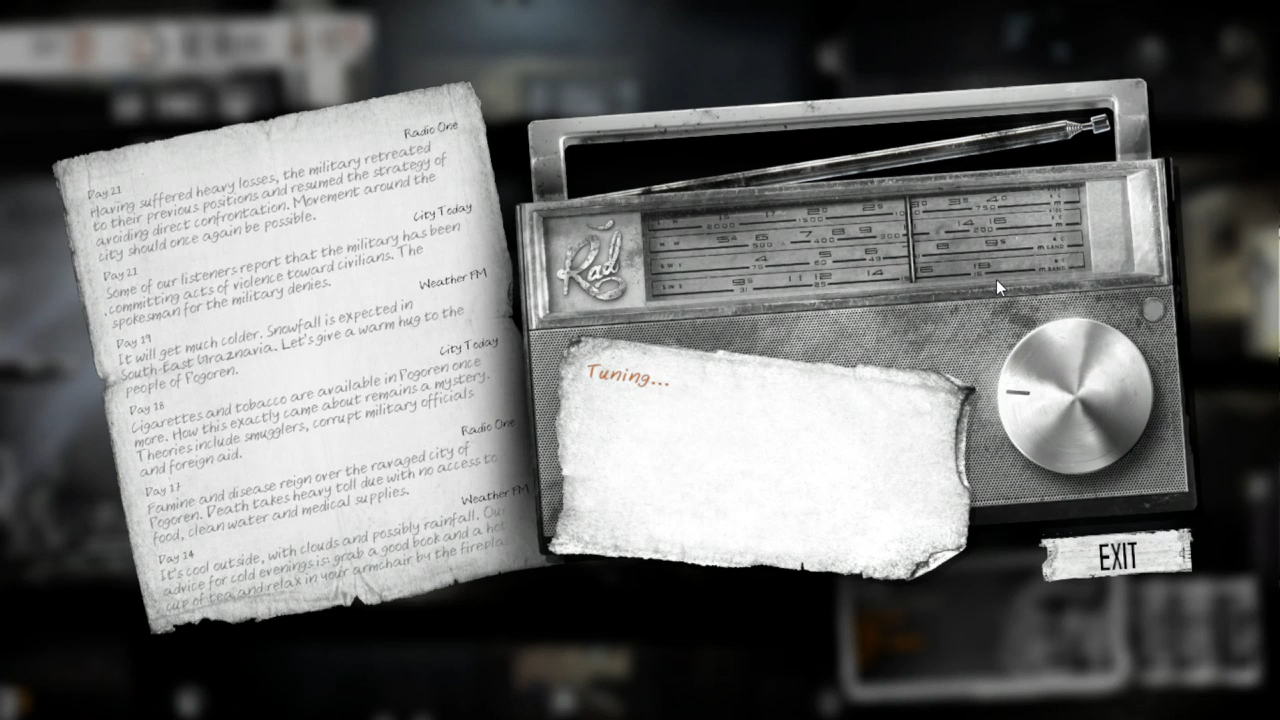 Radio One
Day 21
Having suffered heavy losses, the military retreated
to their previous positions and resumed the strategy of
avoiding direct confrontation. Movement around the
city should once again be possible.
City Today
Day 21
Some of our listeners report that the military has been
committing acts of violence toward civilians. The
spokesman for the military denies.
Weather FM
Day 19
It will get much colder. Snowfall is expected in
South-East Graznavia. Let's give a warm hug to the
people of Pogoren.
City Today
Day 18
Cigarettes and tobacco are available in Pogoren once
more. How this exactly came about remains a mystery.
Theories include smugglers, corrupt military officials
and foreign aid.
Radio One
Day 17
Famine and disease reign over the ravaged city of
Pogoren. Death takes heavy toll due with no access to
food, clean water and medical supplies.
Weather FM
Day 14
It's cool outside, with clouds and possibly rainfall. Our
advice for cold evenings is: grab a good book and a hot
cup of tea and relax in your armchair by the
Rad
Tuning...
EXIT